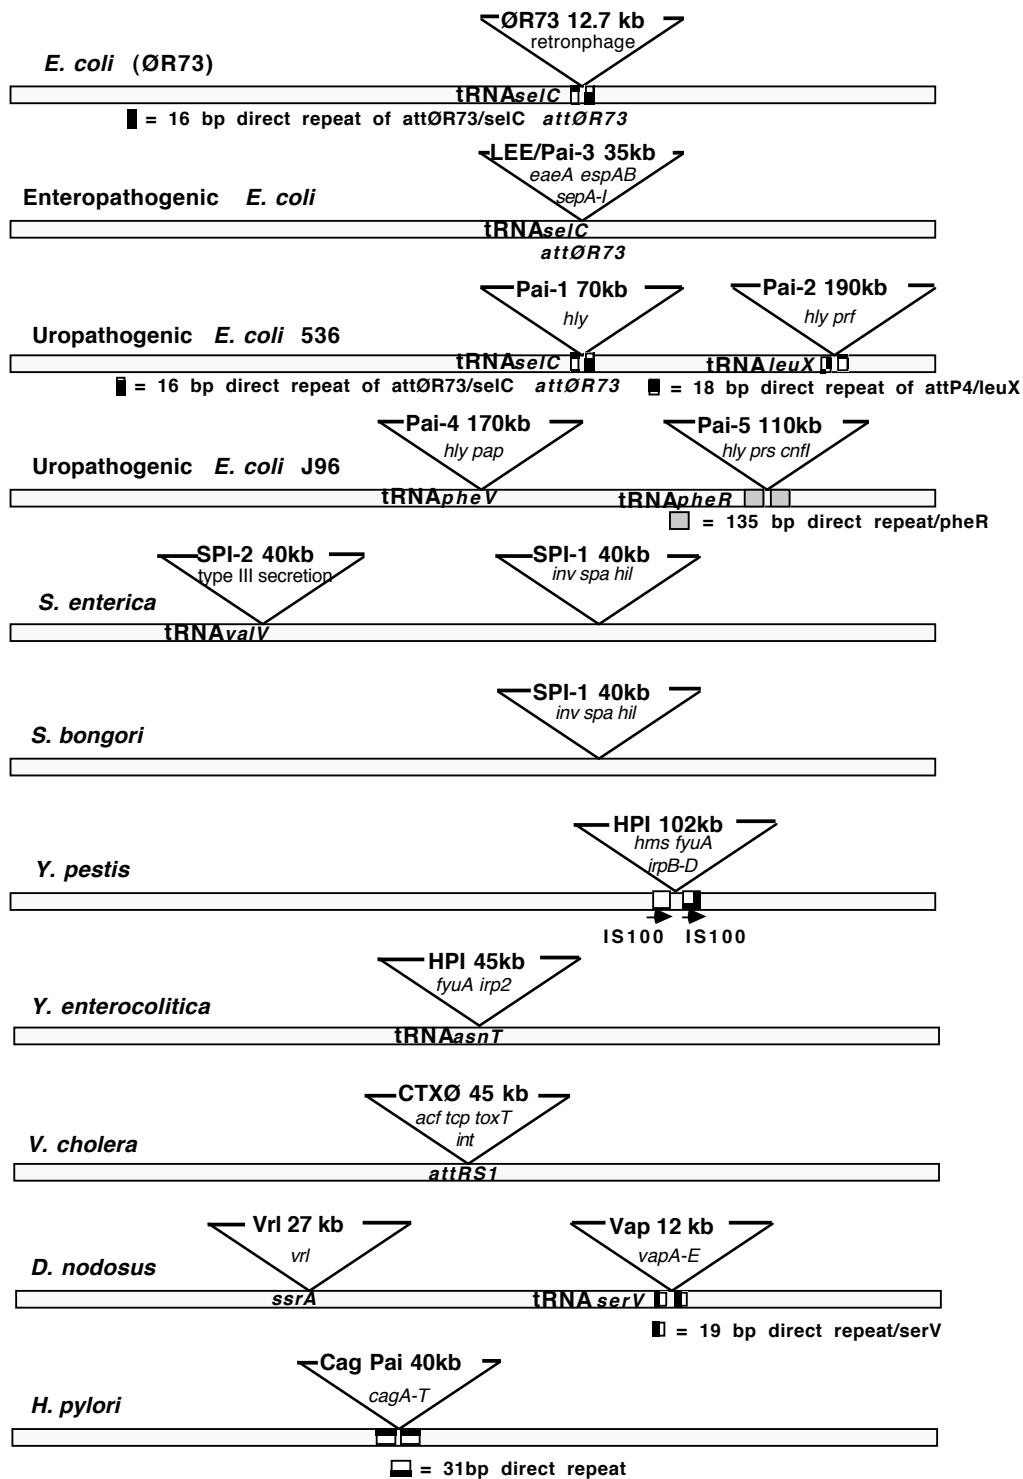 ØR73 12.7 kb
retronphage
E. coli (ØR73)
tRNAselC
= 16 bp direct repeat of attØR73/selC attØR73
LEE/Pai-3 35kb
eaeA espAB
sepA-I
Enteropathogenic E. coli
tRNAselC
attØR73
Pai-1 70kb
hly
Pai-2 190kb
hly prf
Uropathogenic E. coli 536
tRNAselC
tRNAleuX
= 16 bp direct repeat of attØR73/selC attØR73
= 18 bp direct repeat of attP4/leuX
Pai-4 170kb
hly pap
Pai-5 110kb
hly prs cnfI
Uropathogenic E. coli J96
tRNApheV
tRNApheR
= 135 bp direct repeat/pheR
SPI-2 40kb
type III secretion
SPI-1 40kb
inv spa hil
S. enterica
tRNAvalV
SPI-1 40kb
inv spa hil
S. bongori
HPI 102kb
hms fyuA
irpB-D
Y. pestis
IS100 IS100
HPI 45kb
fyuA irp2
Y. enterocolitica
tRNAasnT
CTXØ 45 kb
acf tcp toxT
int
V. cholera
attRS1
Vrl 27 kb
vrl
Vap 12 kb
vapA-E
D. nodosus
ssrA
tRNA serV
= 19 bp direct repeat/serV
Cag Pai 40kb
cagA-T
H. pylori
= 31bp direct repeat